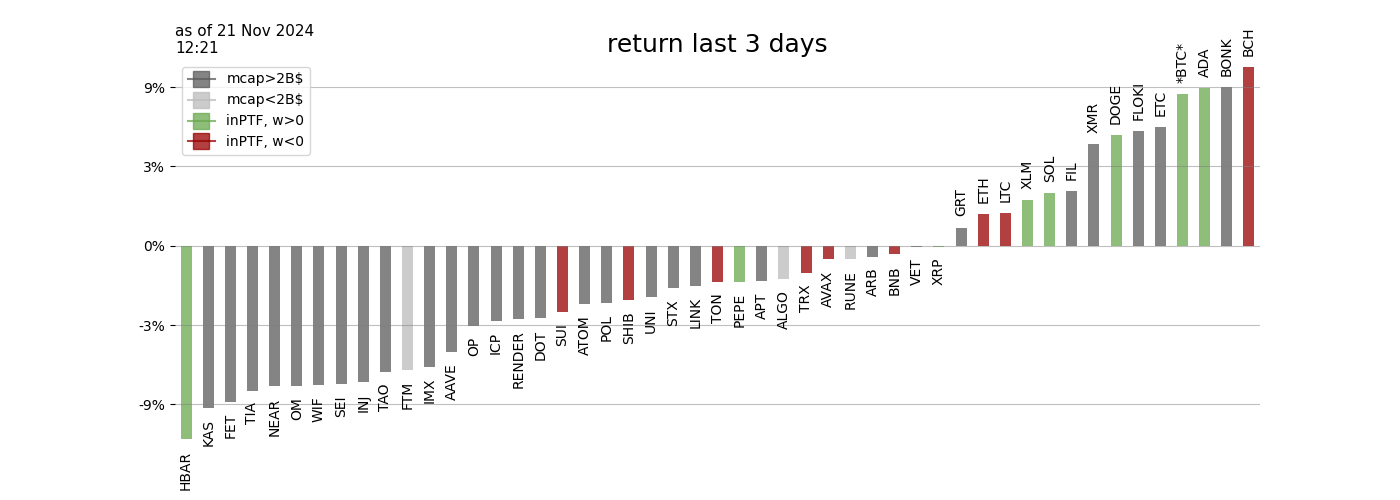 as of 21 Nov 2024
12:21
return last 3 days
mcap>2B$
mcap<2B$
inPTF, w>0
inPTF, w<0
9%
3%
0%
-3%
-9%
HBAR
KAS
FET
TIA
NEAR
OM
WIF
SEI
INJ
TAO
FTM
IMX
AAVE
OP
ICP
RENDER
DOT
SUI
ATOM
POL
SHIB
UNI
STX
LINK
TON
PEPE
APT
ALGO
TRX
AVAX
RUNE
ARB
BNB
VET
XRP
GRT
ETH
LTC
XLM
SOL
FIL
XMR
DOGE
FLOKI
ETC
*BTC*
ADA
BONK
BCH